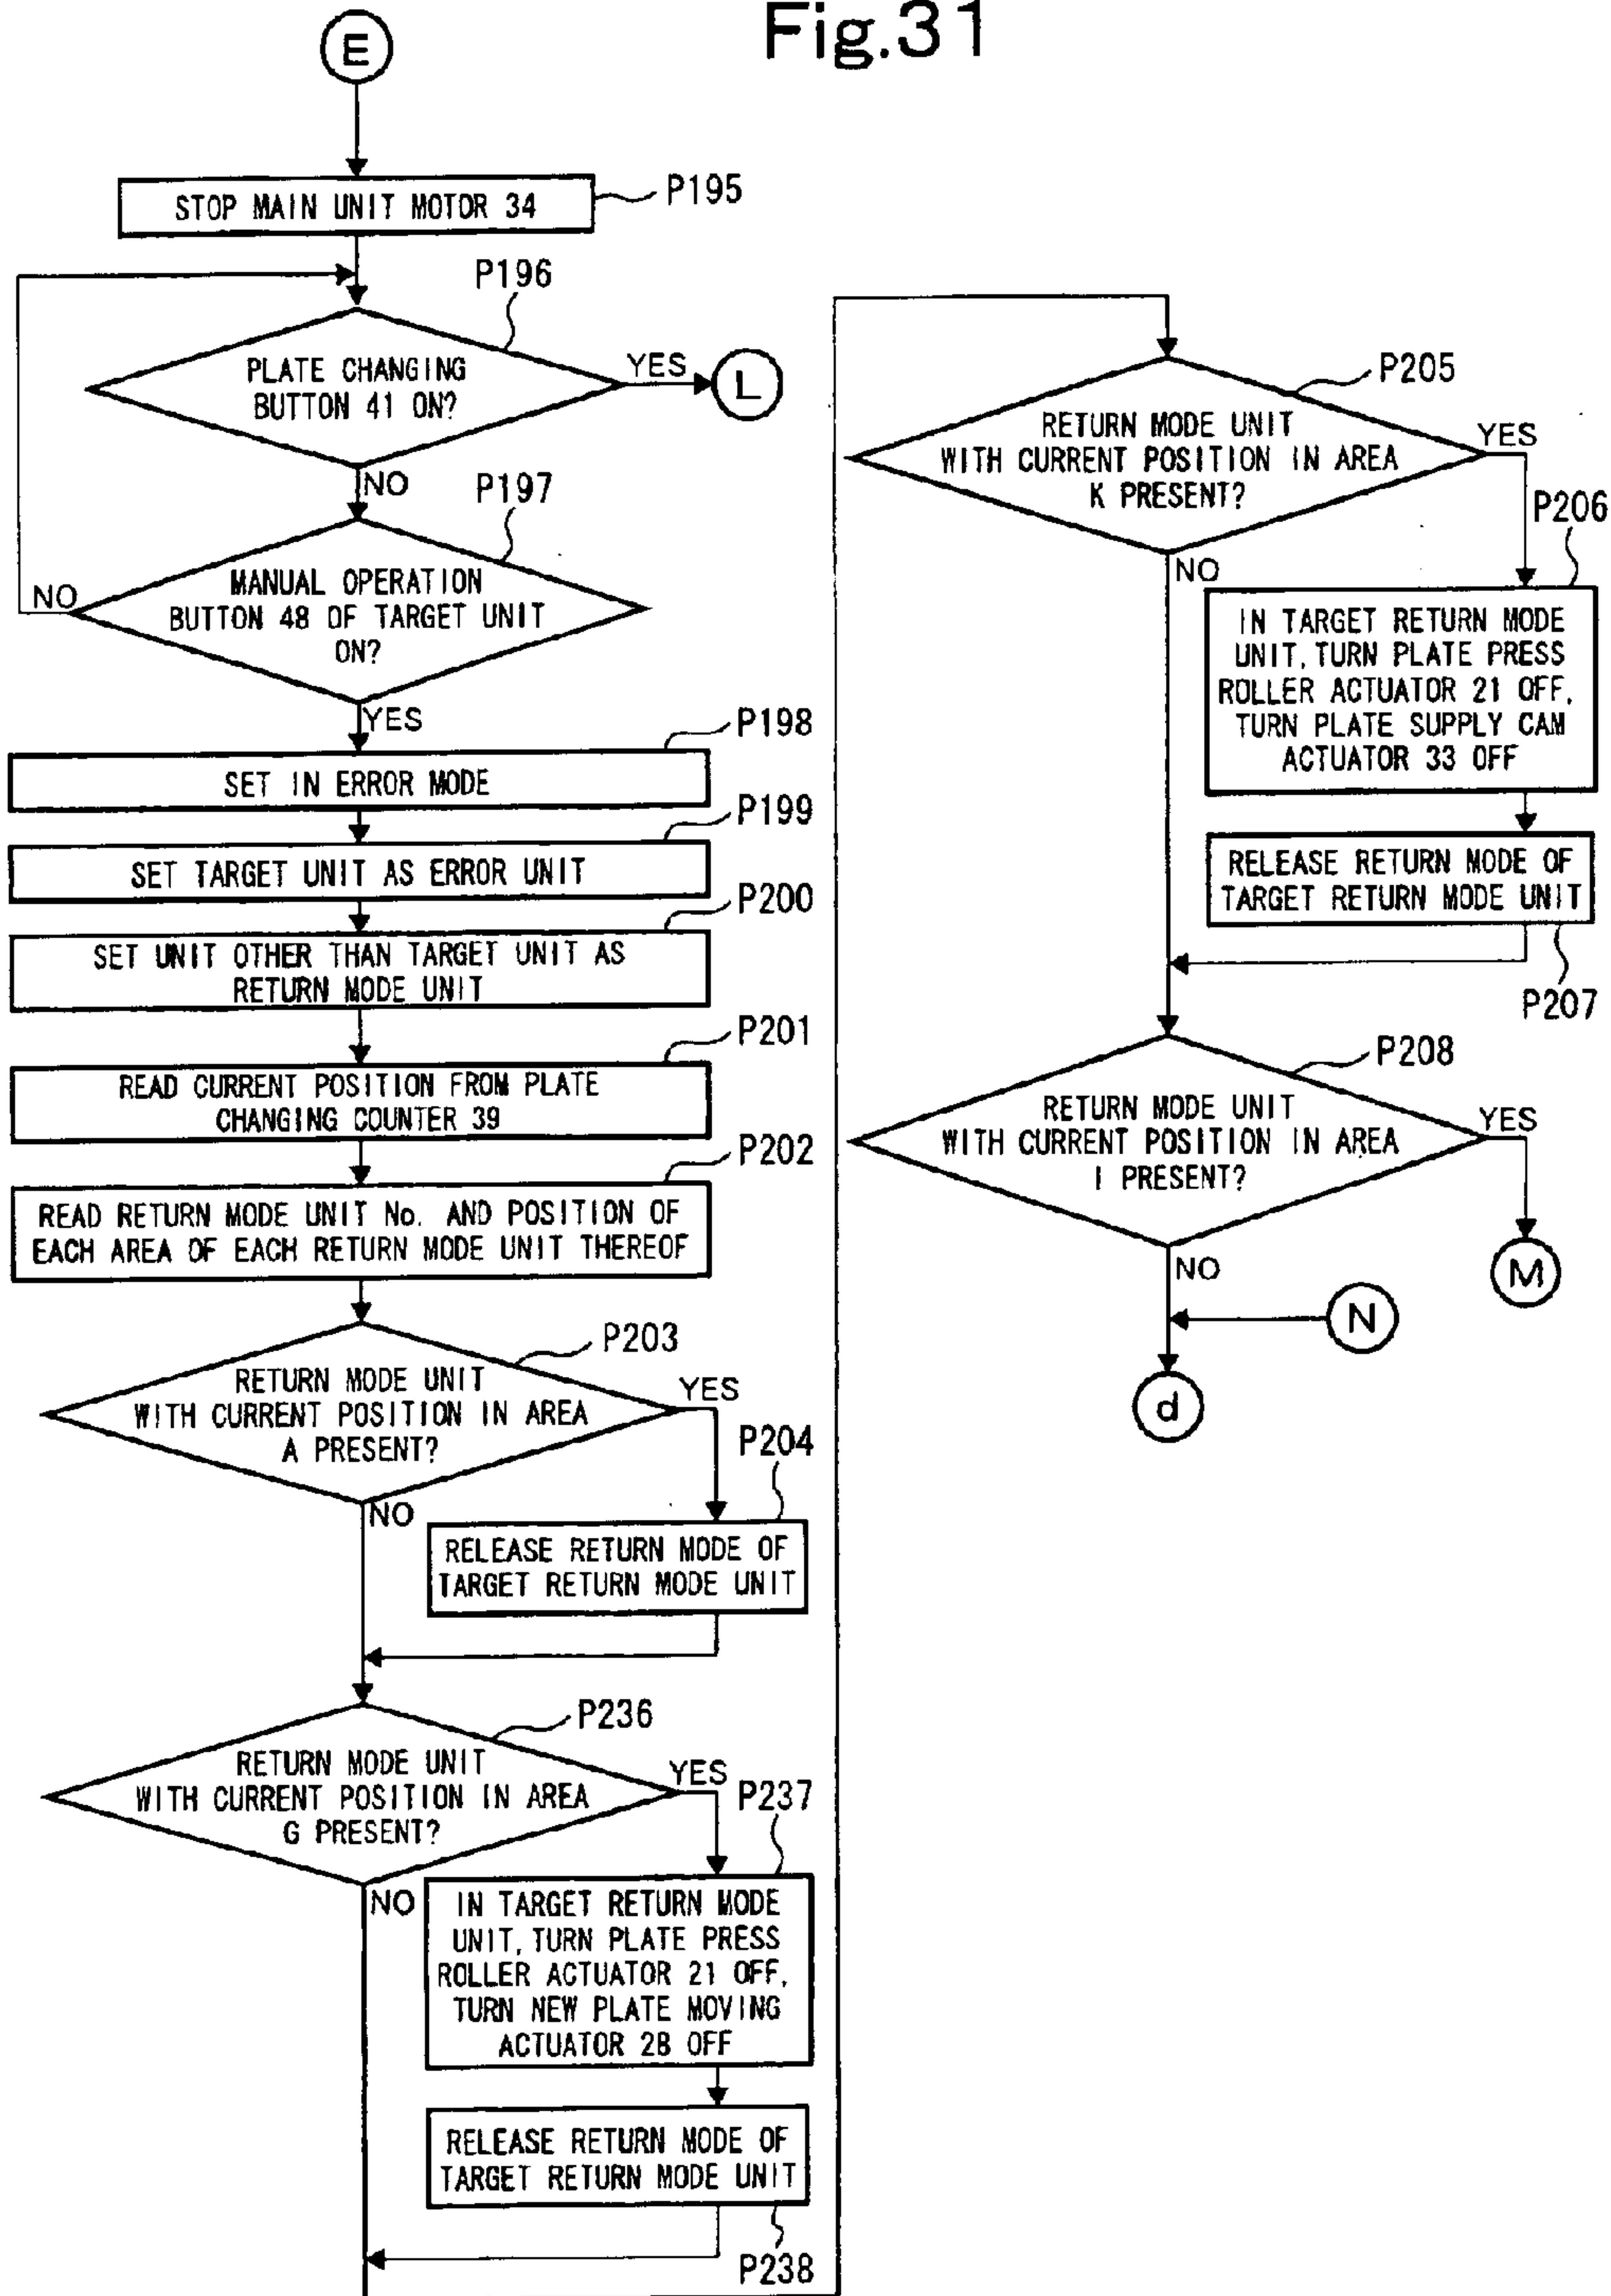 Fig.31
E
STOP MAIN UNIT MOTOR 34
P195
P196
PLATE CHANGING
BUTTON 41 ON?
YES
L
NO
P197
MANUAL OPERATION
BUTTON 48 OF TARGET UNIT
ON?
NO
YES
P198
SET IN ERROR MODE
P199
SET TARGET UNIT AS ERROR UNIT
P200
SET UNIT OTHER THAN TARGET UNIT AS
RETURN MODE UNIT
P201
READ CURRENT POSITION FROM PLATE
CHANGING COUNTER 39
P202
READ RETURN MODE UNIT No. AND POSITION OF
EACH AREA OF EACH RETURN MODE UNIT THEREOF
P203
RETURN MODE UNIT
WITH CURRENT POSITION IN AREA
A PRESENT?
YES
NO
P204
RELEASE RETURN MODE OF
TARGET RETURN MODE UNIT
P236
RETURN MODE UNIT
WITH CURRENT POSITION IN AREA
G PRESENT?
YES
NO
P237
IN TARGET RETURN MODE
UNIT, TURN PLATE PRESS
ROLLER ACTUATOR 21 OFF,
TURN NEW PLATE MOVING
ACTUATOR 28 OFF
RELEASE RETURN MODE OF
TARGET RETURN MODE UNIT
P238
P205
RETURN MODE UNIT
WITH CURRENT POSITION IN AREA
K PRESENT?
YES
NO
P206
IN TARGET RETURN MODE
UNIT, TURN PLATE PRESS
ROLLER ACTUATOR 21 OFF,
TURN PLATE SUPPLY CAM
ACTUATOR 33 OFF
RELEASE RETURN MODE OF
TARGET RETURN MODE UNIT
P207
P208
RETURN MODE UNIT
WITH CURRENT POSITION IN AREA
I PRESENT?
YES
M
NO
N
d